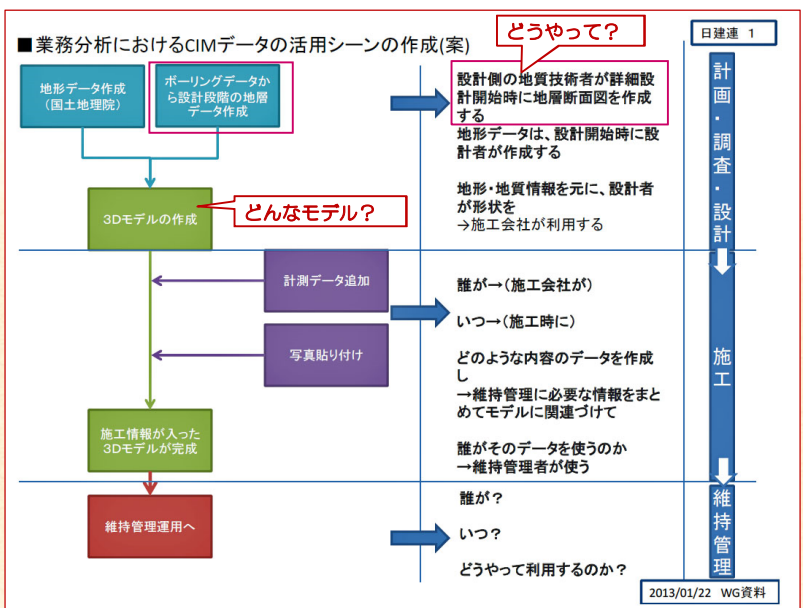 ■業務分析におけるCIMデータの活用シーンの作成(案)
どうやって？
日建連 1
地形データ作成
(国土地理院)
ボーリングデータか
ら設計段階の地層
データ作成
設計側の地質技術者が詳細設
計開始時に地層断面図を作成
する
地形データは、設計開始時に設
計者が作成する
地形・地質情報を元に、設計者
が形状を
→施工会社が利用する
3Dモデルの作成
どんなモデル？
計画・調査・設計
計測データ追加
写真貼り付け
誰が→(施工会社が)
いつ→(施工時に)
どのような内容のデータを作成
し
→維持管理に必要な情報をまと
めてモデルに関連づけて
誰がそのデータを使うのか
→維持管理者が使う
施工
施工情報が入った
3Dモデルが完成
維持管理運用へ
誰が？
いつ？
どうやって利用するのか？
維持管理
2013/01/22 WG資料